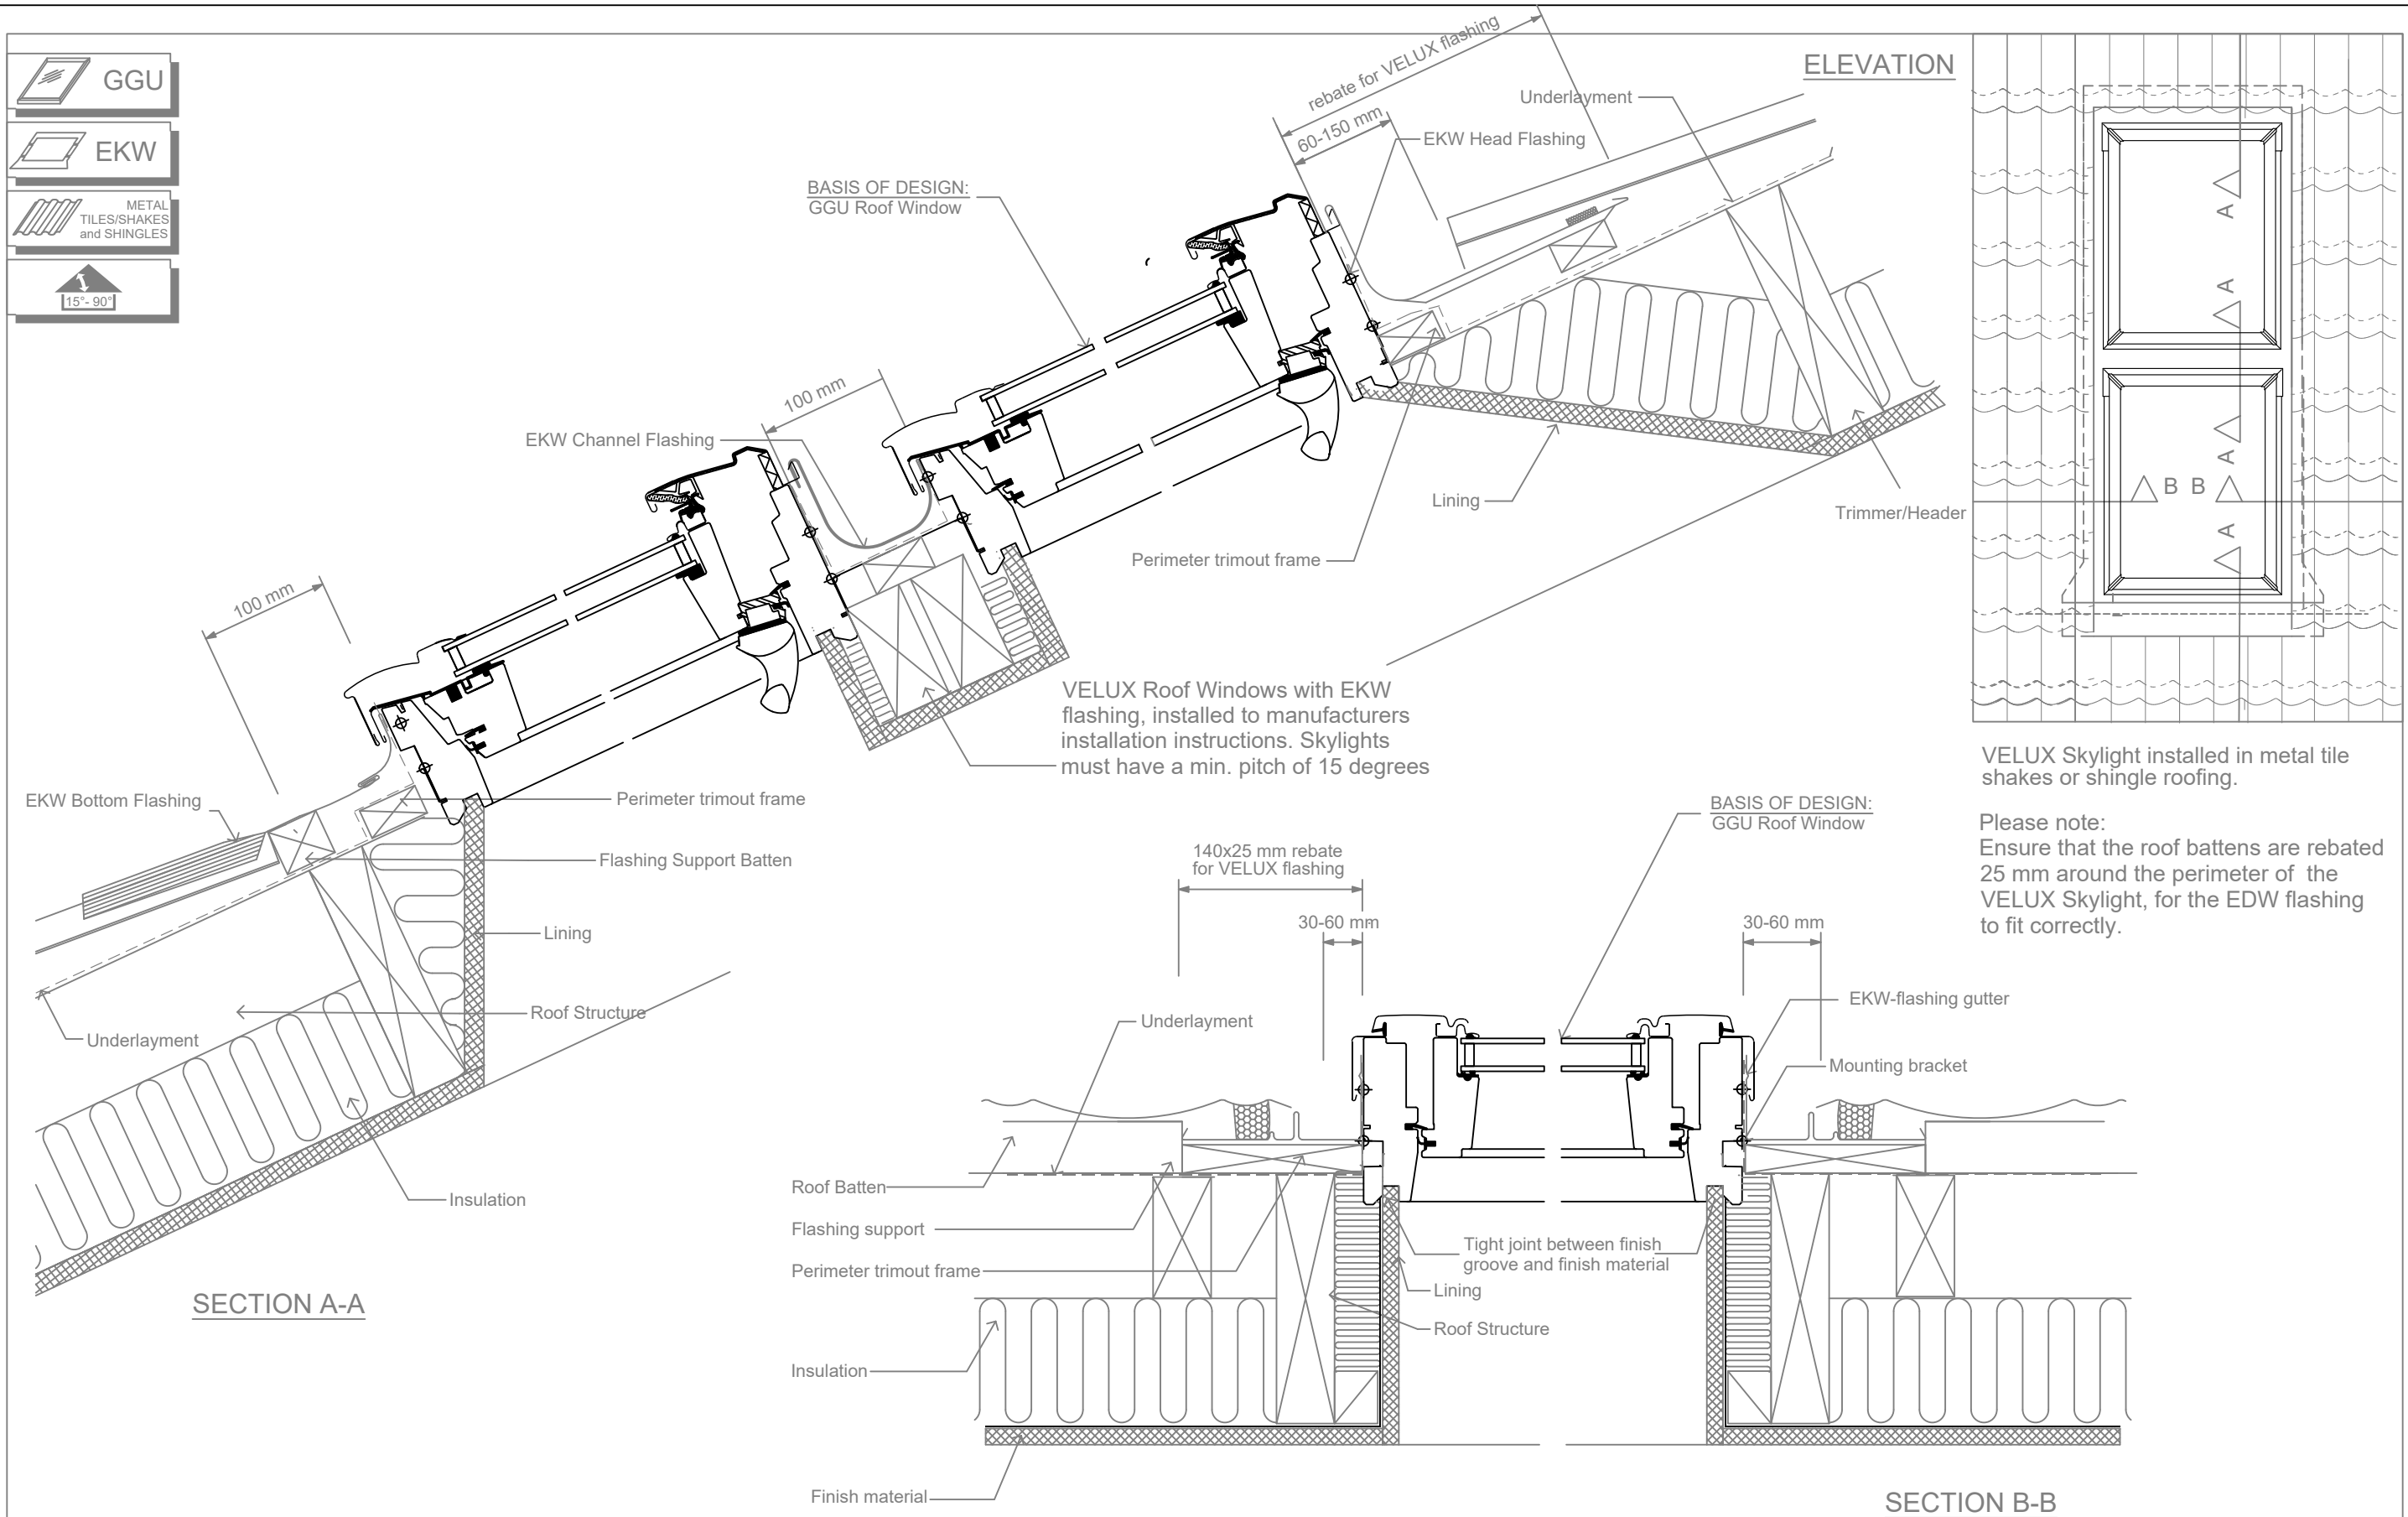 GGU
EKW
METAL
TILES/SHAKES
and SHINGLES
15°- 90°
rebate for VELUX flashing
60-150 mm
Underlayment
EKW Head Flashing
ELEVATION
BASIS OF DESIGN:
GGU Roof Window
100 mm
EKW Channel Flashing
Lining
Trimmer/Header
Perimeter trimout frame
100 mm
VELUX Roof Windows with EKW
flashing, installed to manufacturers
installation instructions. Skylights
must have a min. pitch of 15 degrees
EKW Bottom Flashing
Perimeter trimout frame
Flashing Support Batten
Lining
Roof Structure
Underlayment
Insulation
SECTION A-A
A
A
A
B B
A
VELUX Skylight installed in metal tile
shakes or shingle roofing.
Please note:
Ensure that the roof battens are rebated
25 mm around the perimeter of the
VELUX Skylight, for the EDW flashing
to fit correctly.
BASIS OF DESIGN:
GGU Roof Window
140x25 mm rebate
for VELUX flashing
30-60 mm
30-60 mm
EKW-flashing gutter
Underlayment
Mounting bracket
Roof Batten
Flashing support
Perimeter trimout frame
Tight joint between finish
groove and finish material
Lining
Roof Structure
Insulation
Finish material
SECTION B-B